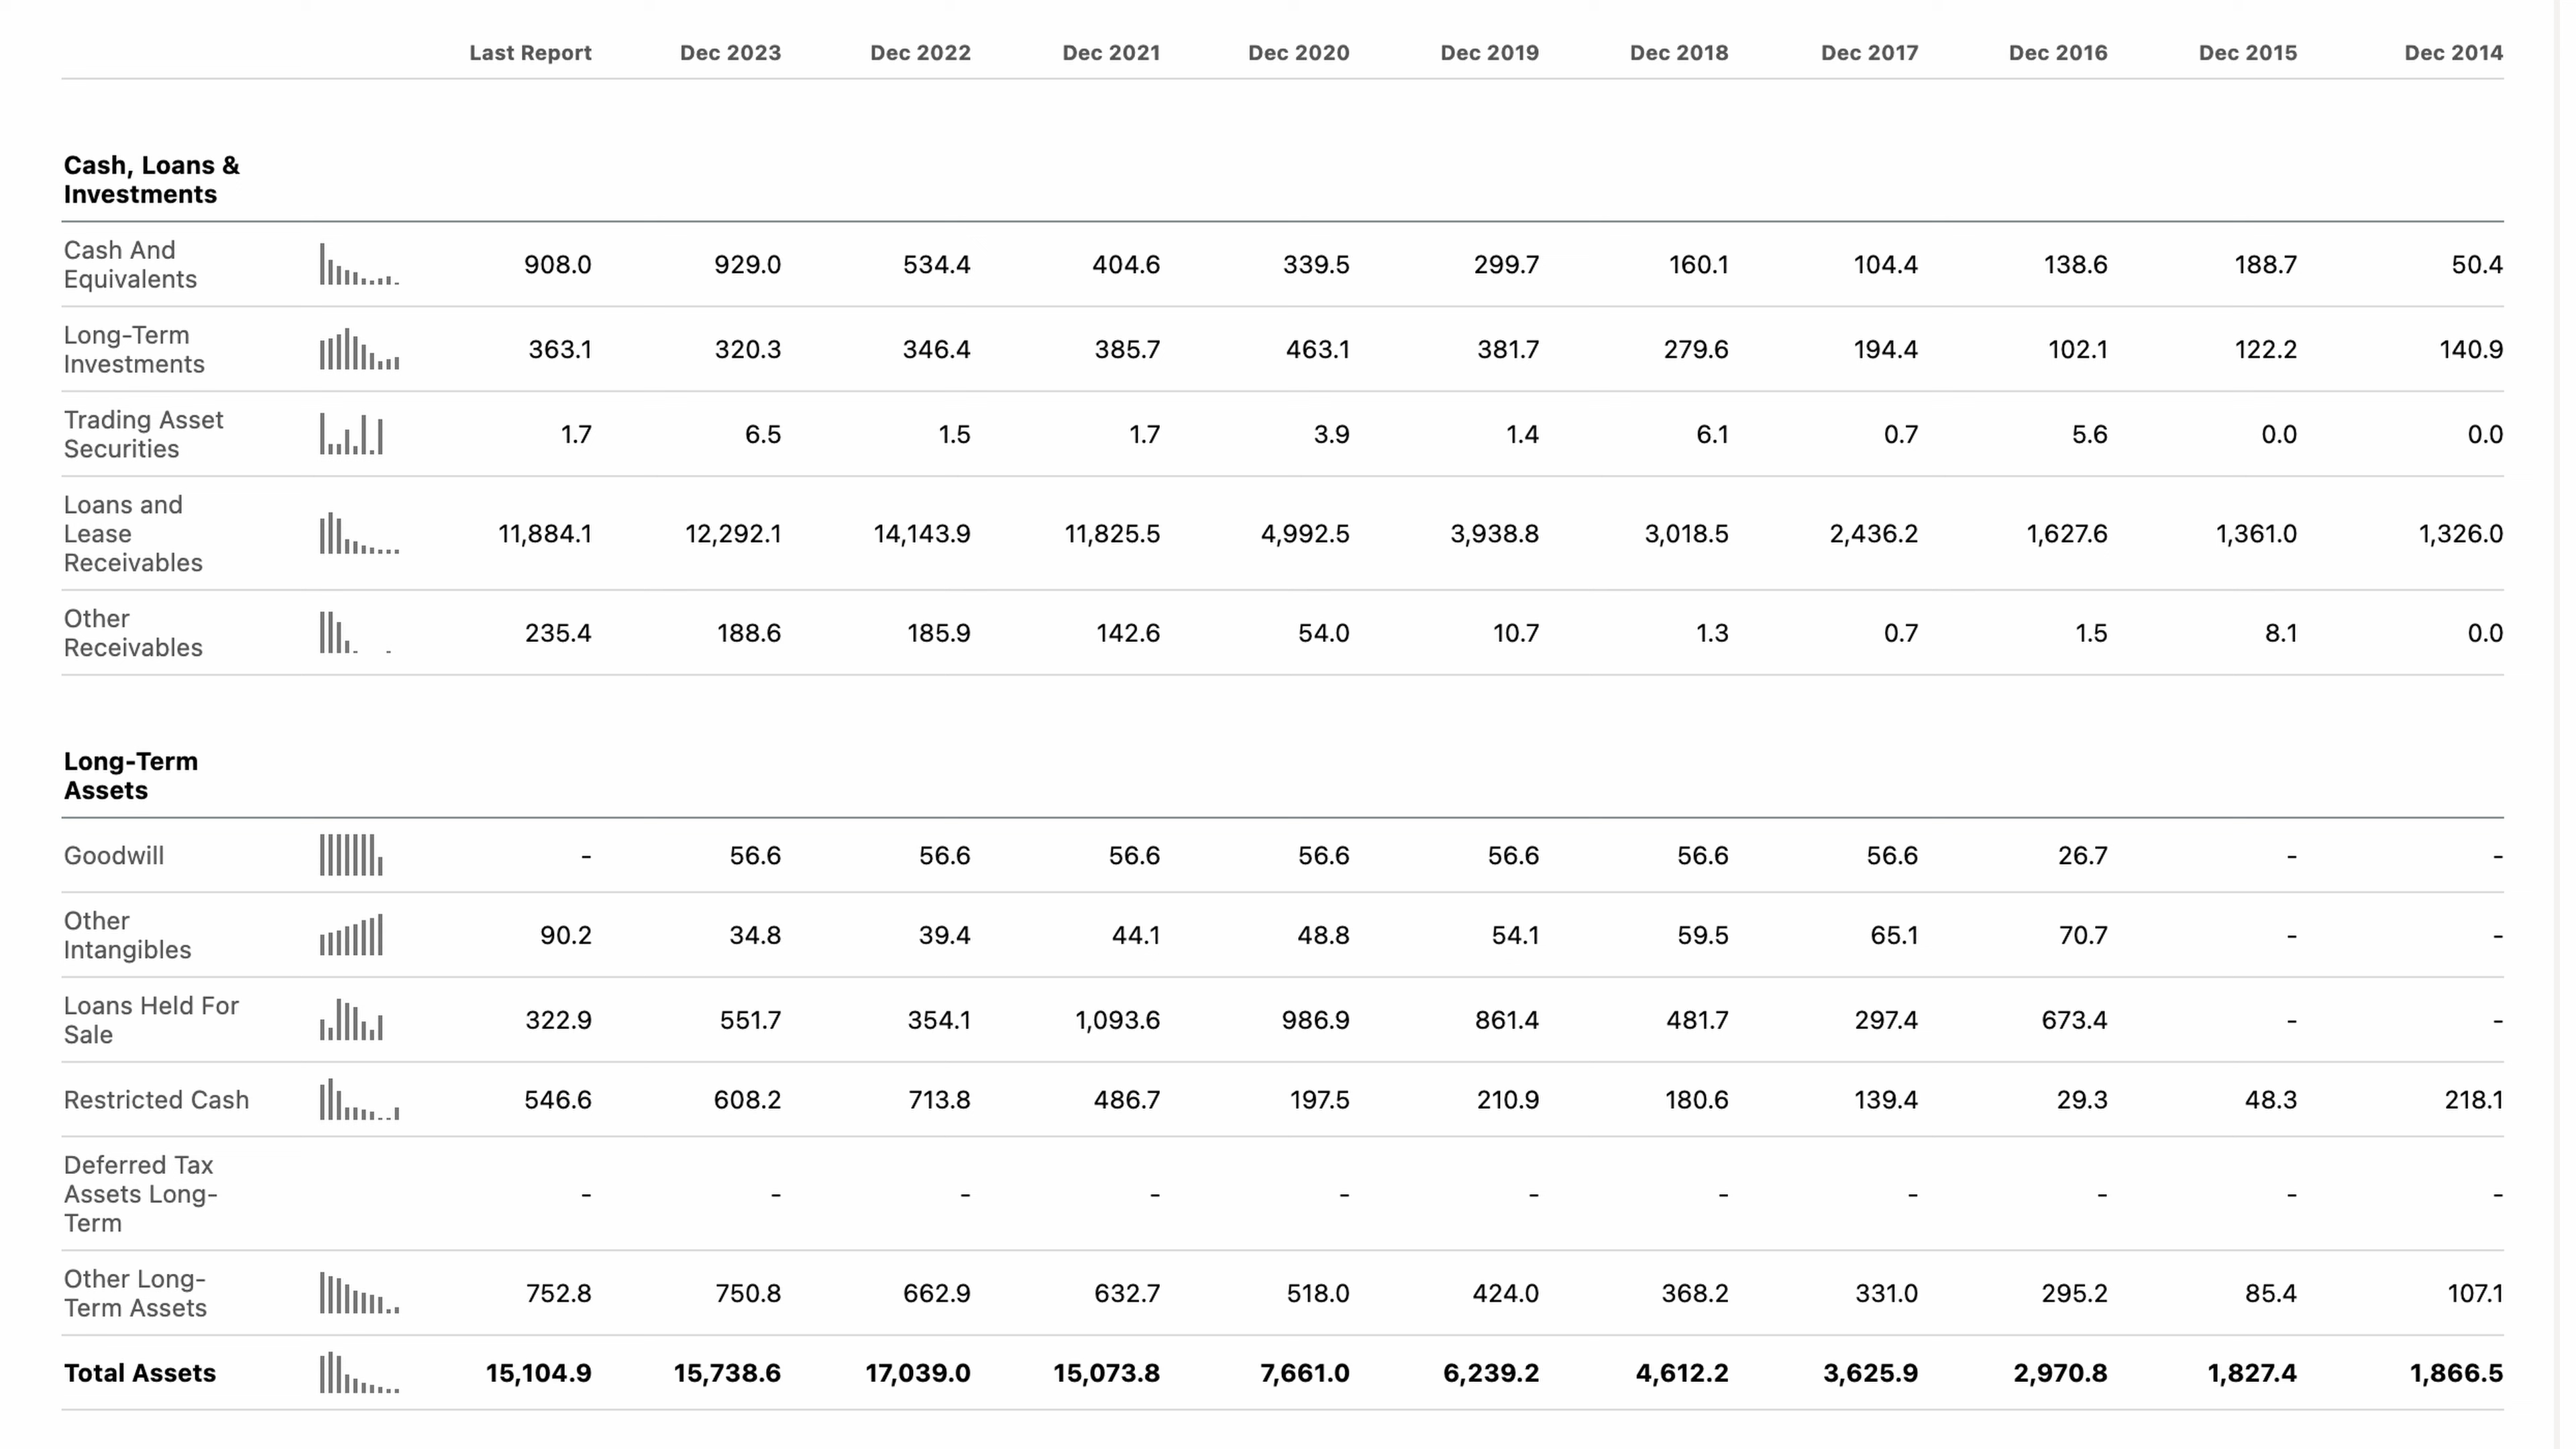 Last Report Dec 2023 Dec 2022 Dec 2021 Dec 2020 Dec 2019 Dec 2018 Dec 2017 Dec 2016 Dec 2015 Dec 2014
Cash, Loans &
Investments
Cash And
Equivalents
908.0 929.0 534.4 404.6 339.5 299.7 160.1 104.4 138.6 188.7 50.4
Long-Term
Investments
363.1 320.3 346.4 385.7 463.1 381.7 279.6 194.4 102.1 122.2 140.9
Trading Asset
Securities
1.7 6.5 1.5 1.7 3.9 1.4 6.1 0.7 5.6 0.0 0.0
Loans and
Lease
Receivables
11,884.1 12,292.1 14,143.9 11,825.5 4,992.5 3,938.8 3,018.5 2,436.2 1,627.6 1,361.0 1,326.0
Other
Receivables
235.4 188.6 185.9 142.6 54.0 10.7 1.3 0.7 1.5 8.1 0.0
Long-Term
Assets
Goodwill - 56.6 56.6 56.6 56.6 56.6 56.6 56.6 26.7 - -
Other
Intangibles
90.2 34.8 39.4 44.1 48.8 54.1 59.5 65.1 70.7 - -
Loans Held For
Sale
322.9 551.7 354.1 1,093.6 986.9 861.4 481.7 297.4 673.4 - -
Restricted Cash 546.6 608.2 713.8 486.7 197.5 210.9 180.6 139.4 29.3 48.3 218.1
Deferred Tax
Assets Long-
Term
- - - - - - - - - - -
Other Long-
Term Assets
752.8 750.8 662.9 632.7 518.0 424.0 368.2 331.0 295.2 85.4 107.1
Total Assets 15,104.9 15,738.6 17,039.0 15,073.8 7,661.0 6,239.2 4,612.2 3,625.9 2,970.8 1,827.4 1,866.5